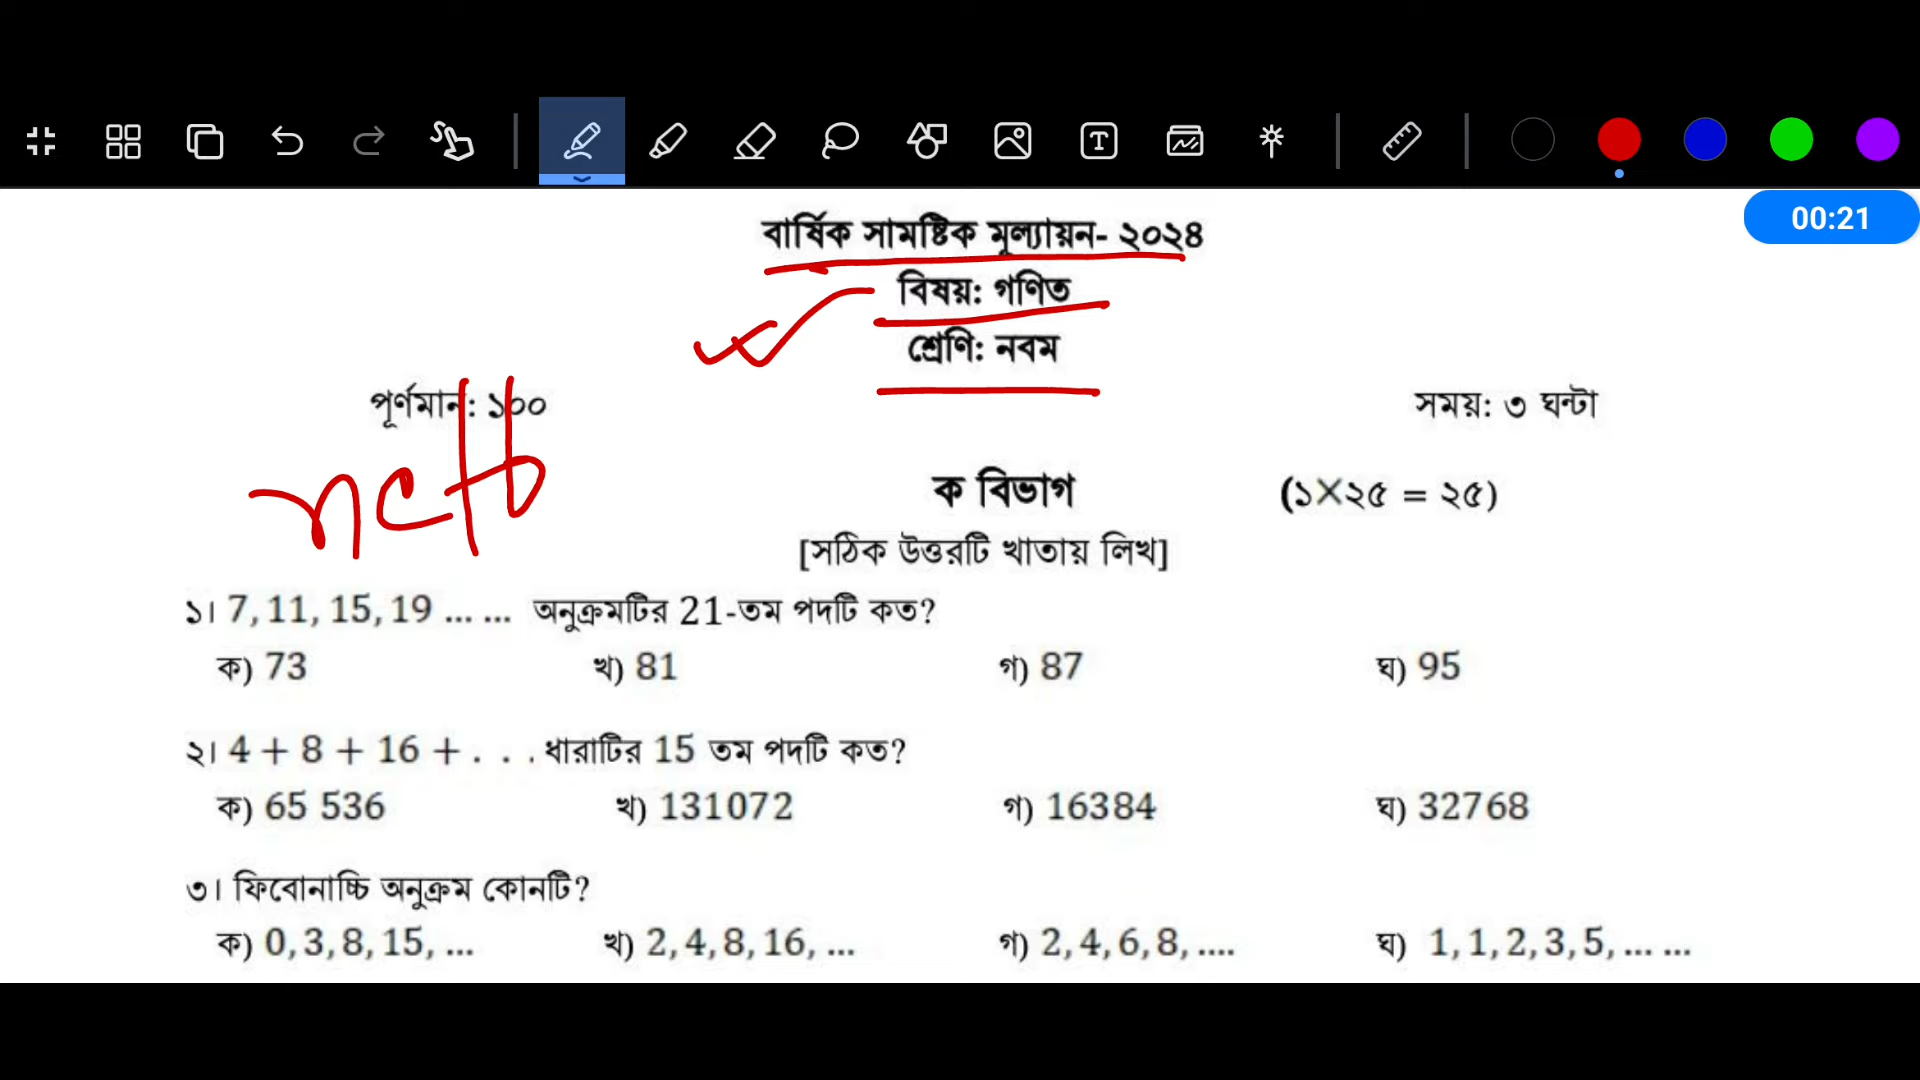 00:21
বার্ষিক সামষ্টিক মূল্যায়ন- ২০২৪
বিষয়: গণিত
শ্রেণি: নবম
পূর্ণমান: ১০০ সময়: ৩ ঘন্টা
nctb
ক বিভাগ (১×২৫ = ২৫)
[সঠিক উত্তরটি খাতায় লিখ]
১। 7, 11, 15, 19 ... ... অনুক্রমটির 21-তম পদটি কত?
ক) 73 খ) 81 গ) 87 ঘ) 95
২। 4 + 8 + 16 + . . . ধারাটির 15 তম পদটি কত?
ক) 65 536 খ) 131072 গ) 16384 ঘ) 32768
৩। ফিবোনাচ্চি অনুক্রম কোনটি?
ক) 0, 3, 8, 15, ... খ) 2, 4, 8, 16, ... গ) 2, 4, 6, 8, .... ঘ) 1, 1, 2, 3, 5, ... ...